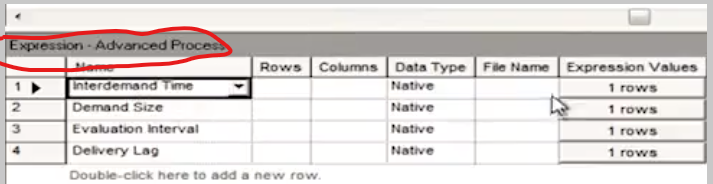 Expression - Advanced Process
Name Rows Columns Data Type File Name Expression Values
1 Interdemand Time Native 1 rows
2 Demand Size Native 1 rows
3 Evaluation Interval Native 1 rows
4 Delivery Lag Native 1 rows
Double-click here to add a new row.